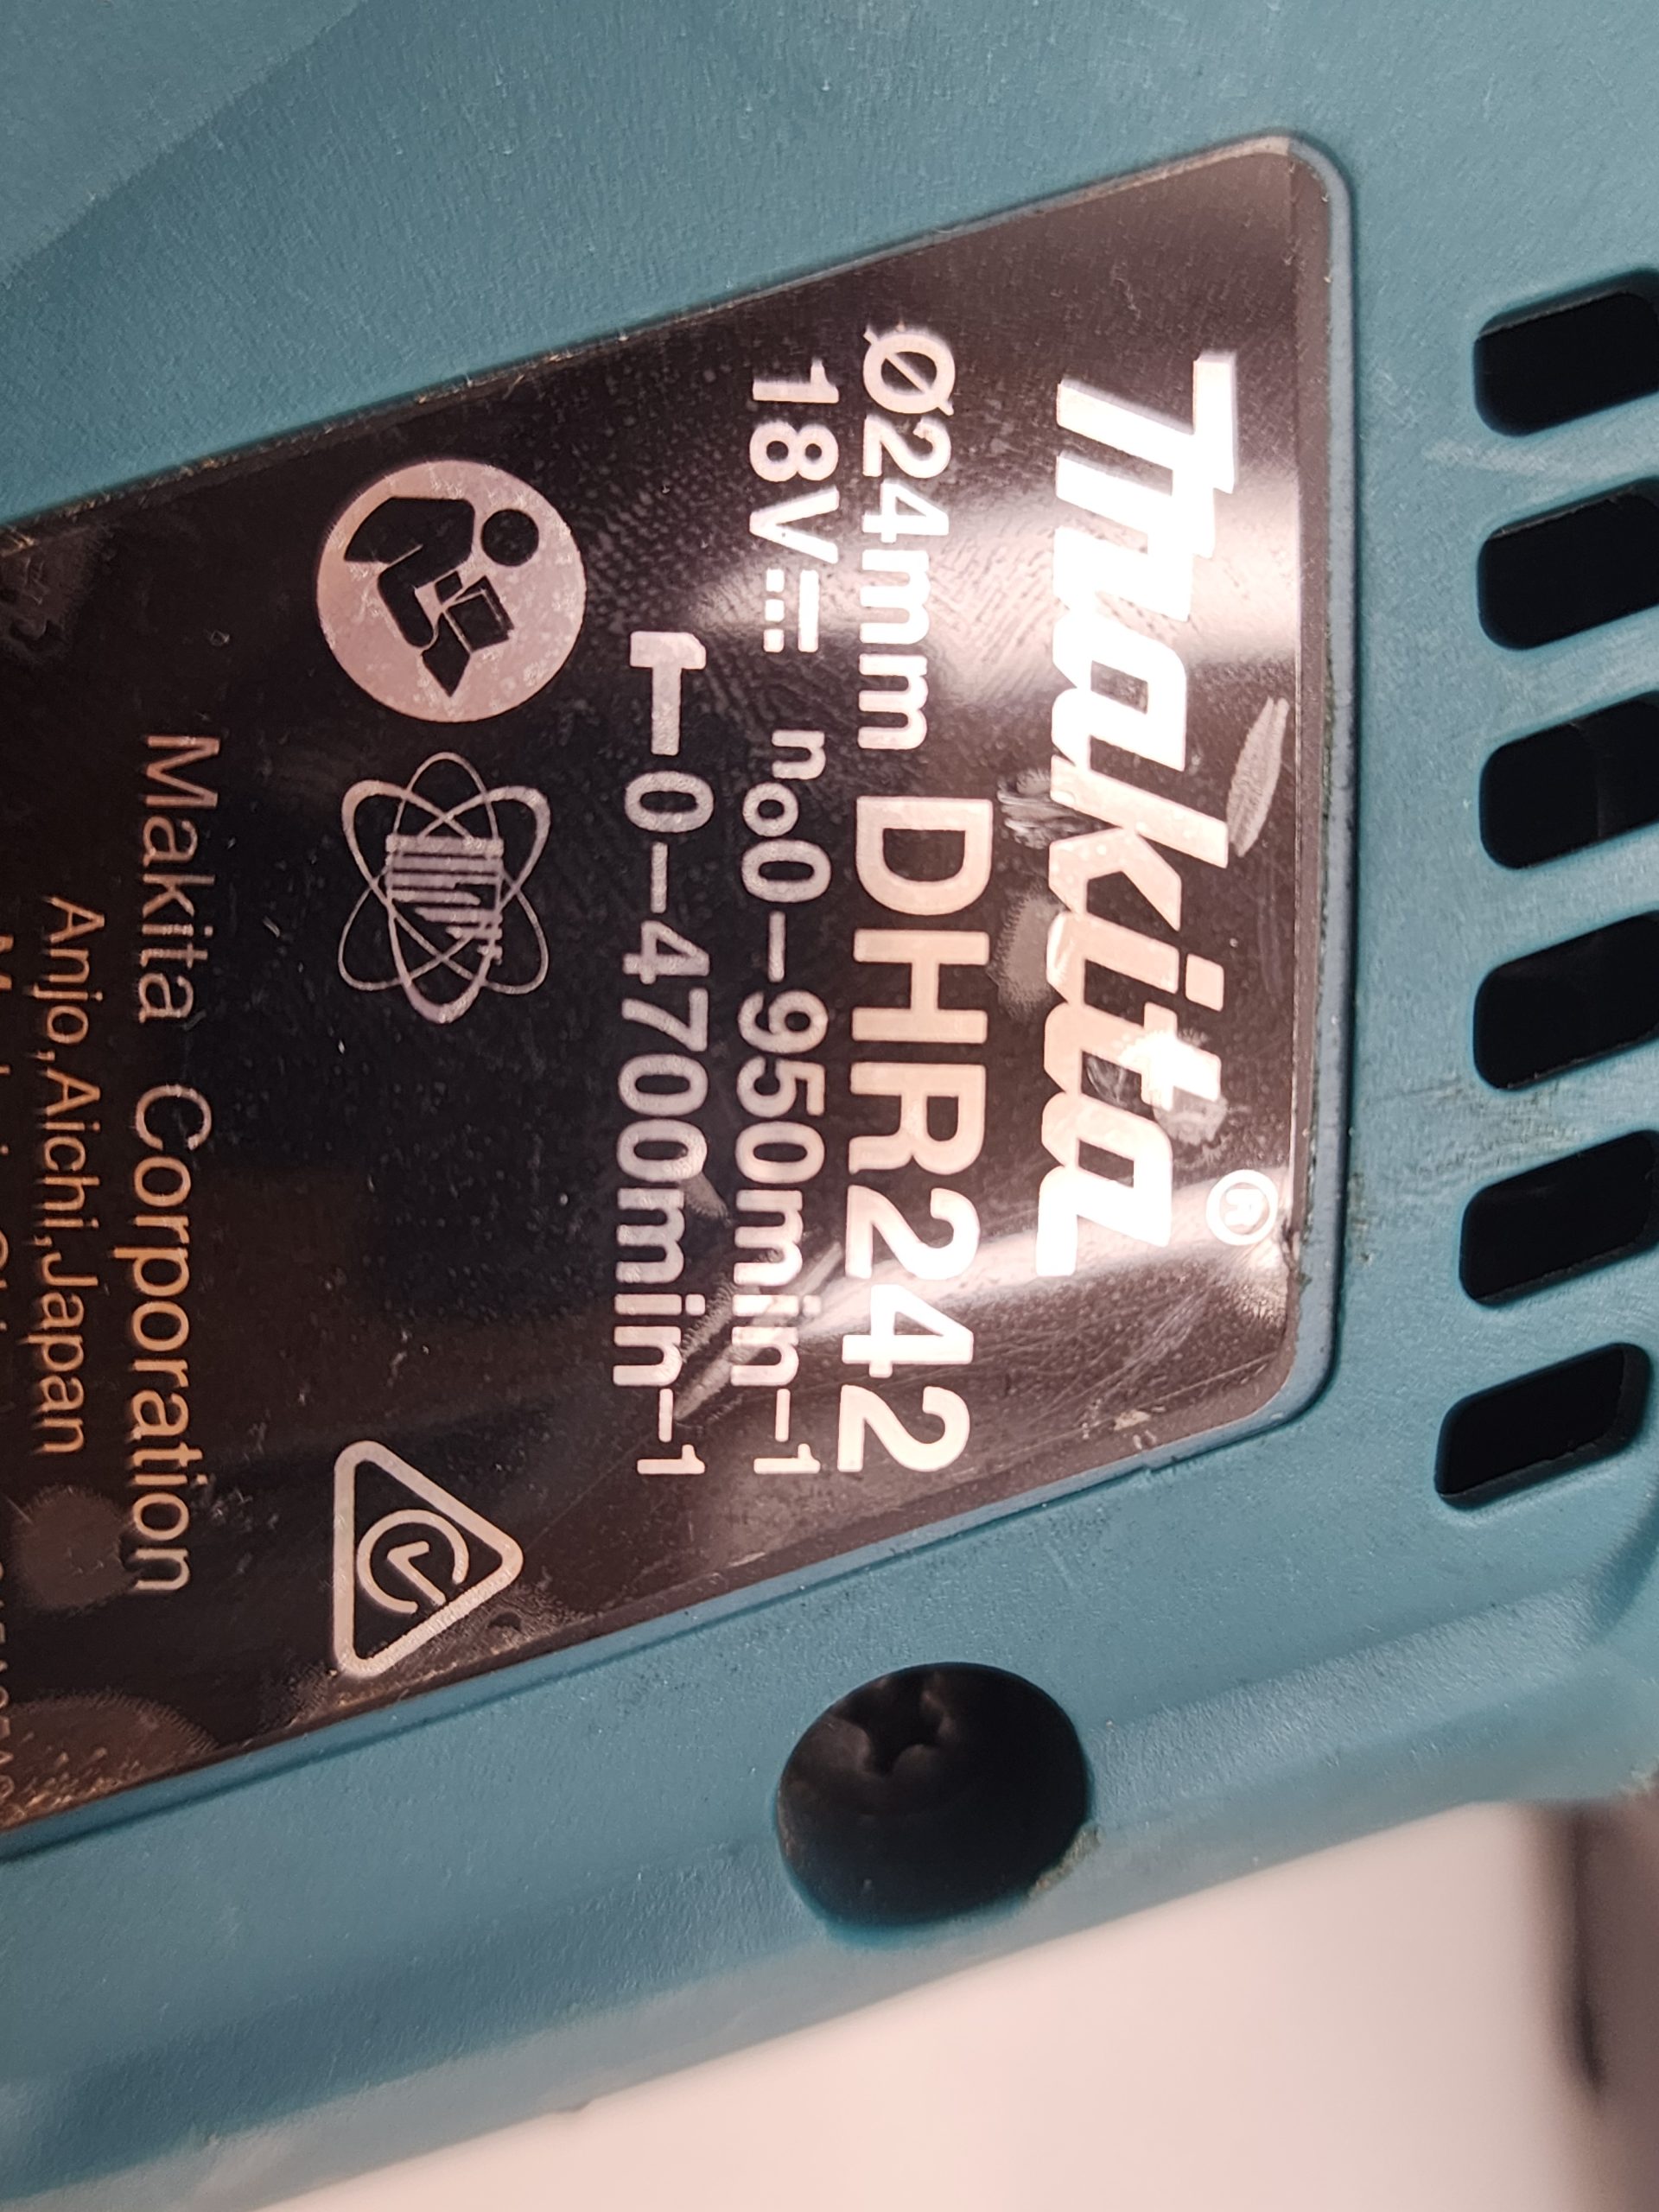 Makita®
Ø24mm DHR242
18V⎓ n₀0–950min⁻¹
0–4700min⁻¹
Makita Corporation
Anjo,Aichi,Japan